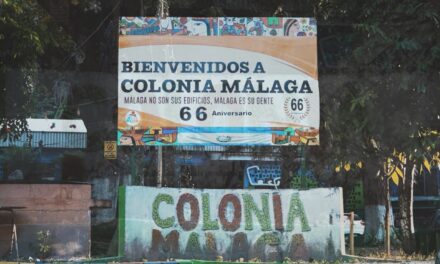 BIENVENIDOS A
COLONIA MÁLAGA
MALAGA NO SON SUS EDIFICIOS, MALAGA ES SU GENTE
66 Aniversario
66
COLONIA
MALAGA